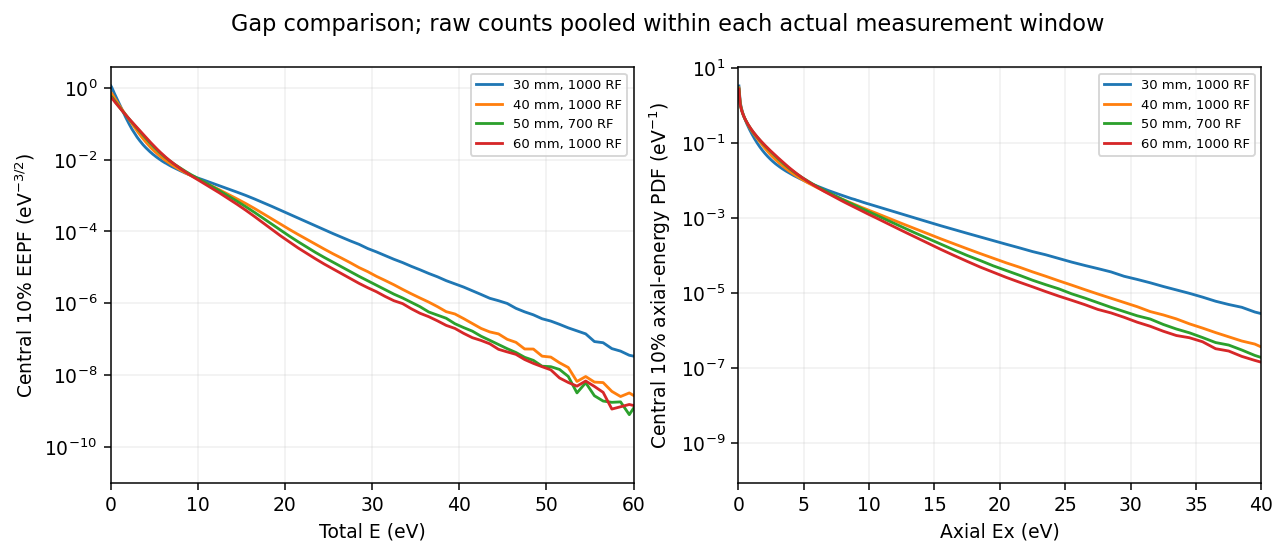 Gap comparison; raw counts pooled within each actual measurement window
Central 10% EEPF (eV⁻³ᐟ²)
10⁰
10⁻²
10⁻⁴
10⁻⁶
10⁻⁸
10⁻¹⁰
30 mm, 1000 RF
40 mm, 1000 RF
50 mm, 700 RF
60 mm, 1000 RF
0 10 20 30 40 50 60
Total E (eV)
Central 10% axial-energy PDF (eV⁻¹)
10¹
10⁻¹
10⁻³
10⁻⁵
10⁻⁷
10⁻⁹
30 mm, 1000 RF
40 mm, 1000 RF
50 mm, 700 RF
60 mm, 1000 RF
0 5 10 15 20 25 30 35 40
Axial Ex (eV)